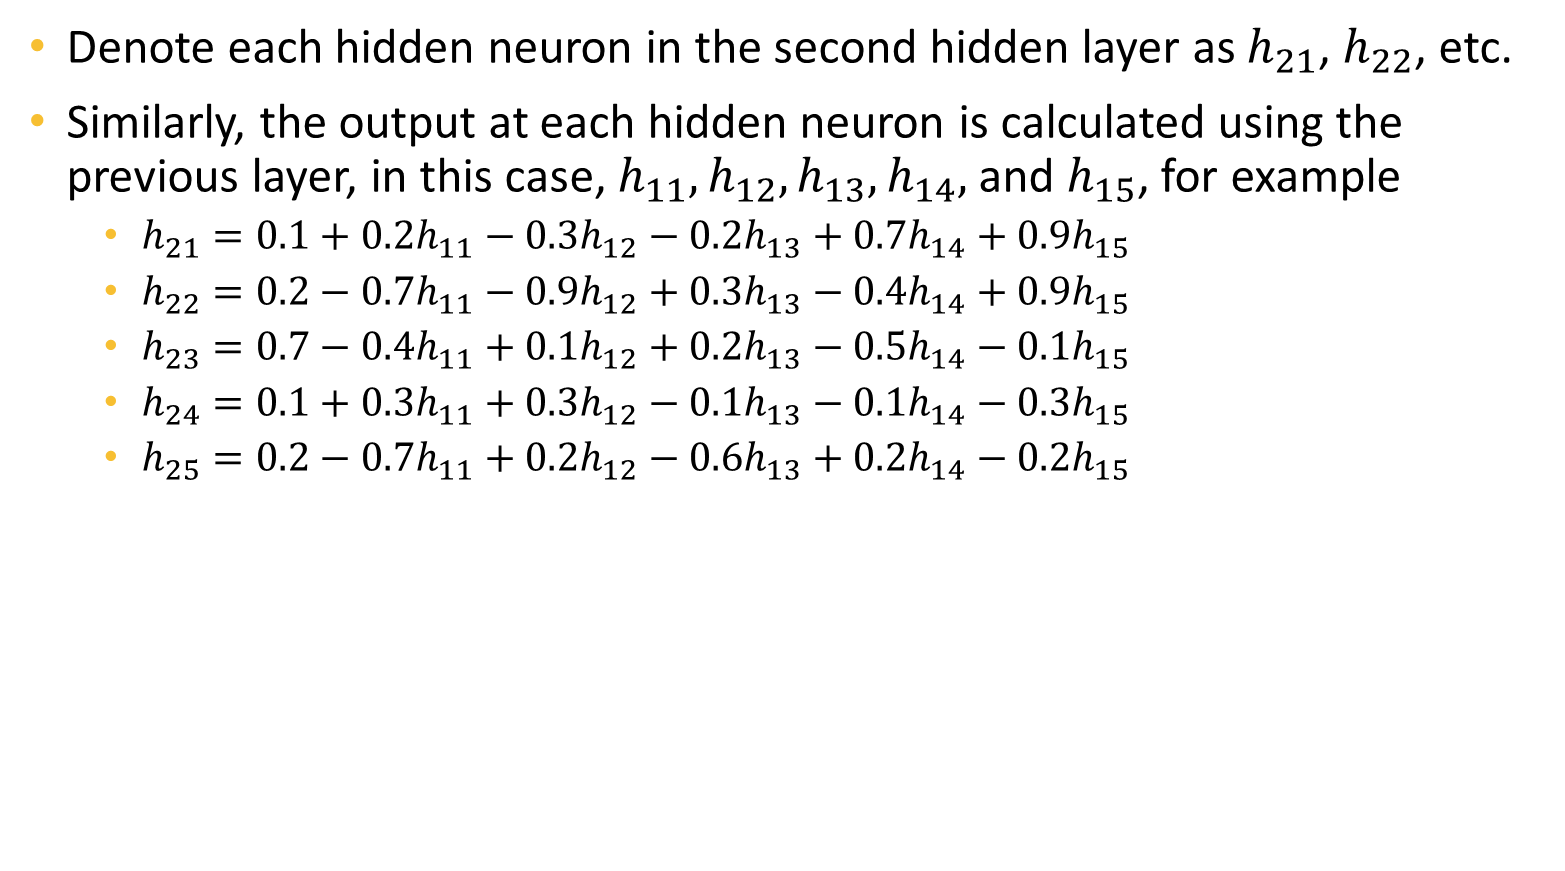 • Denote each hidden neuron in the second hidden layer as ℎ₂₁, ℎ₂₂, etc.
• Similarly, the output at each hidden neuron is calculated using the
previous layer, in this case, ℎ₁₁, ℎ₁₂, ℎ₁₃, ℎ₁₄, and ℎ₁₅, for example
• ℎ₂₁ = 0.1 + 0.2ℎ₁₁ − 0.3ℎ₁₂ − 0.2ℎ₁₃ + 0.7ℎ₁₄ + 0.9ℎ₁₅
• ℎ₂₂ = 0.2 − 0.7ℎ₁₁ − 0.9ℎ₁₂ + 0.3ℎ₁₃ − 0.4ℎ₁₄ + 0.9ℎ₁₅
• ℎ₂₃ = 0.7 − 0.4ℎ₁₁ + 0.1ℎ₁₂ + 0.2ℎ₁₃ − 0.5ℎ₁₄ − 0.1ℎ₁₅
• ℎ₂₄ = 0.1 + 0.3ℎ₁₁ + 0.3ℎ₁₂ − 0.1ℎ₁₃ − 0.1ℎ₁₄ − 0.3ℎ₁₅
• ℎ₂₅ = 0.2 − 0.7ℎ₁₁ + 0.2ℎ₁₂ − 0.6ℎ₁₃ + 0.2ℎ₁₄ − 0.2ℎ₁₅